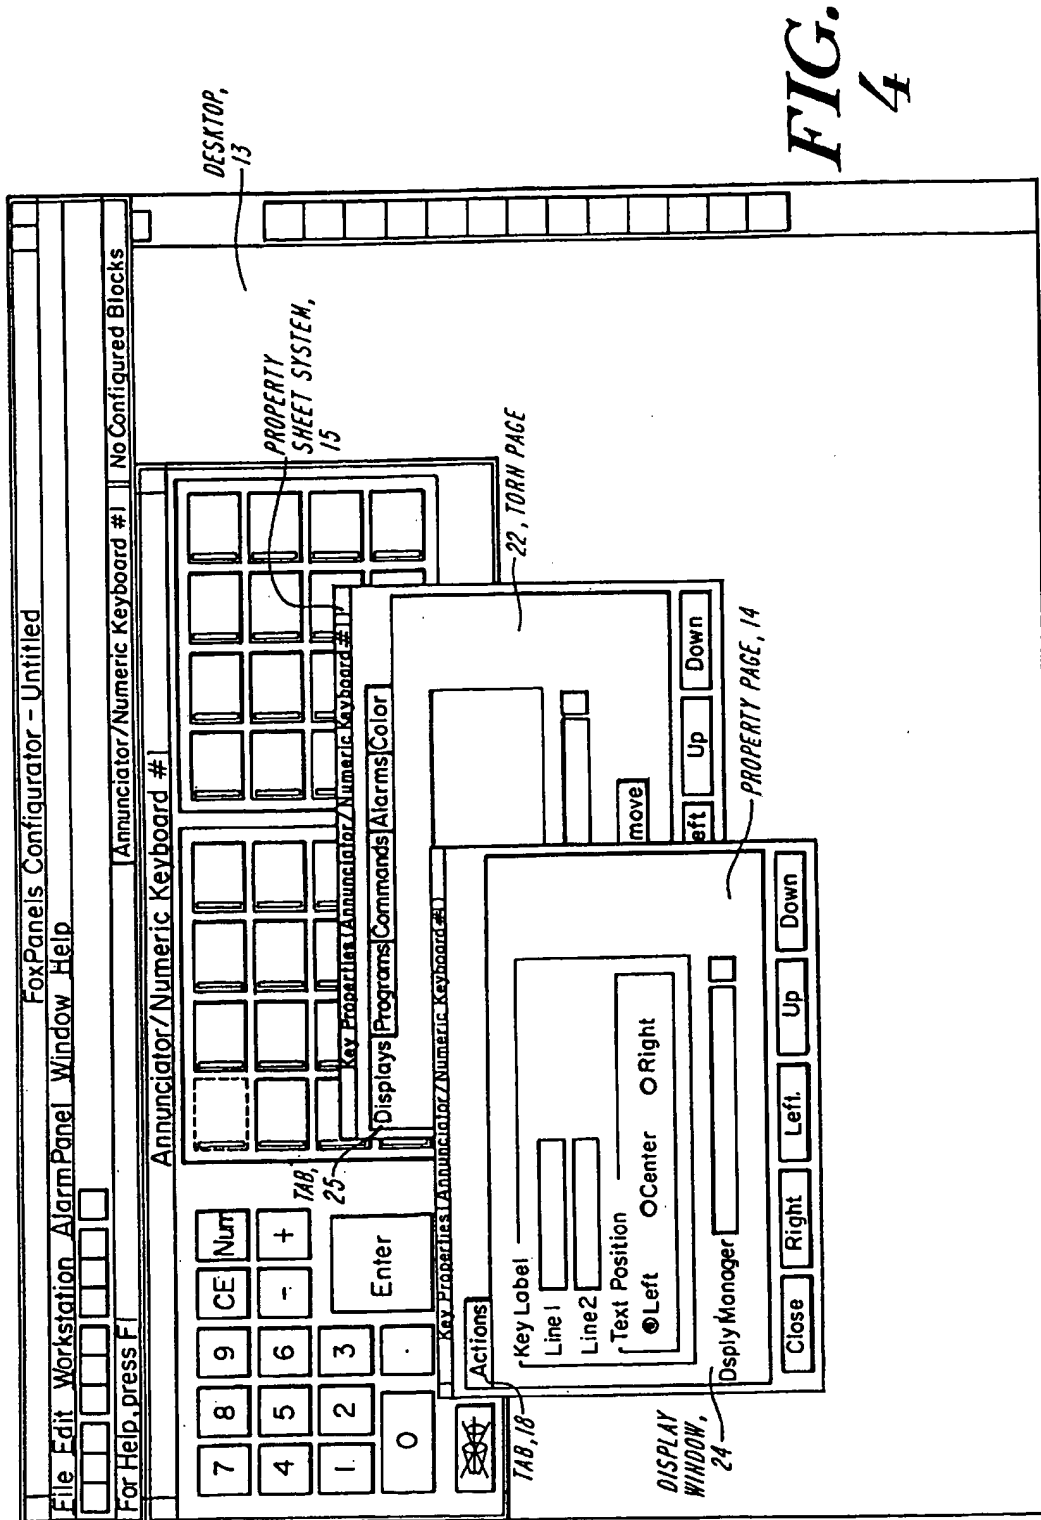 FoxPanels Configurator - Untitled
File Edit Workstation AlarmPanel Window Help
For Help, press F1
Annunciator/Numeric Keyboard #1
No Configured Blocks
Annunciator/Numeric Keyboard #1
7 8 9 CE Num
4 5 6 - +
1 2 3 Enter
0 .
TAB,
25
Key Properties (Annunciator/Numeric Keyboard #1)
Displays Programs Commands Alarms Color
move
eft Up Down
Key Properties (Annunciator/Numeric Keyboard #1)
Actions
Key Label
Line1
Line2
Text Position
Left Center Right
Dsply Manager
Close Right Left. Up Down
TAB, 18
DISPLAY
WINDOW,
24
DESKTOP,
13
PROPERTY
SHEET SYSTEM,
15
22, TORN PAGE
PROPERTY PAGE, 14
FIG.
4